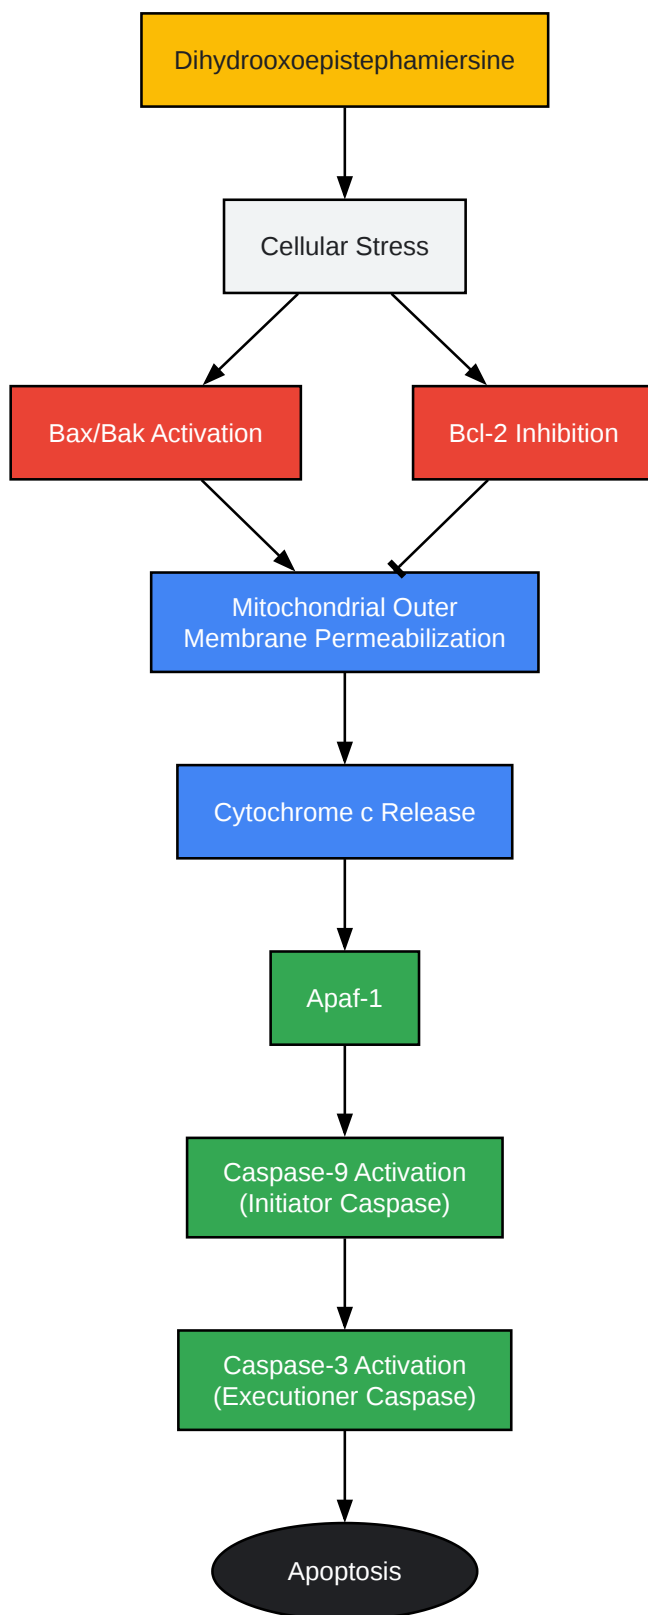 Dihydrooxoepistephamiersine
Cellular Stress
Bax/Bak Activation
Bcl-2 Inhibition
Mitochondrial Outer
Membrane Permeabilization
Cytochrome c Release
Apaf-1
Caspase-9 Activation
(Initiator Caspase)
Caspase-3 Activation
(Executioner Caspase)
Apoptosis